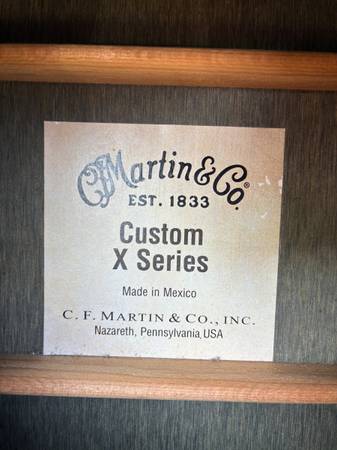 CFMartin & Co.
EST. 1833
Custom
X Series
Made in Mexico
C. F. MARTIN & CO., INC.
Nazareth, Pennsylvania, USA